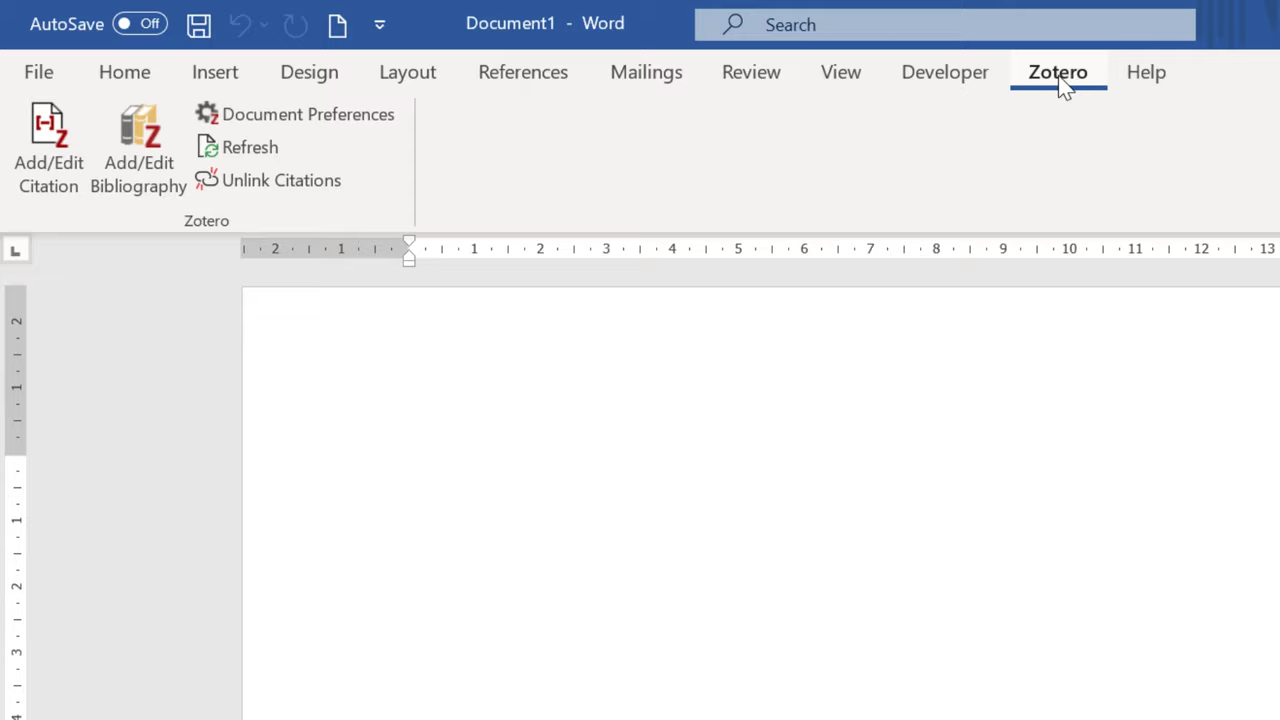 AutoSave Off Document1 - Word Search
File Home Insert Design Layout References Mailings Review View Developer Zotero Help
Add/Edit Citation
Add/Edit Bibliography
Document Preferences
Refresh
Unlink Citations
Zotero
L
2 1 1 2 3 4 5 6 7 8 9 10 11 12 13
2
1
1
2
3
4